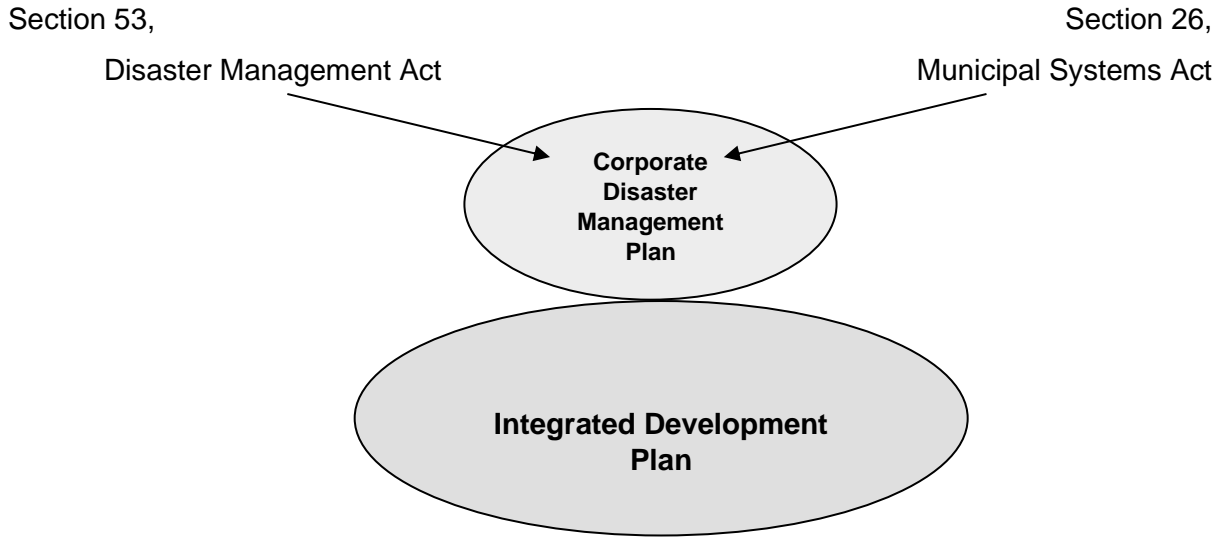 Section 53,
Disaster Management Act
Section 26,
Municipal Systems Act
Corporate
Disaster
Management
Plan
Integrated Development
Plan